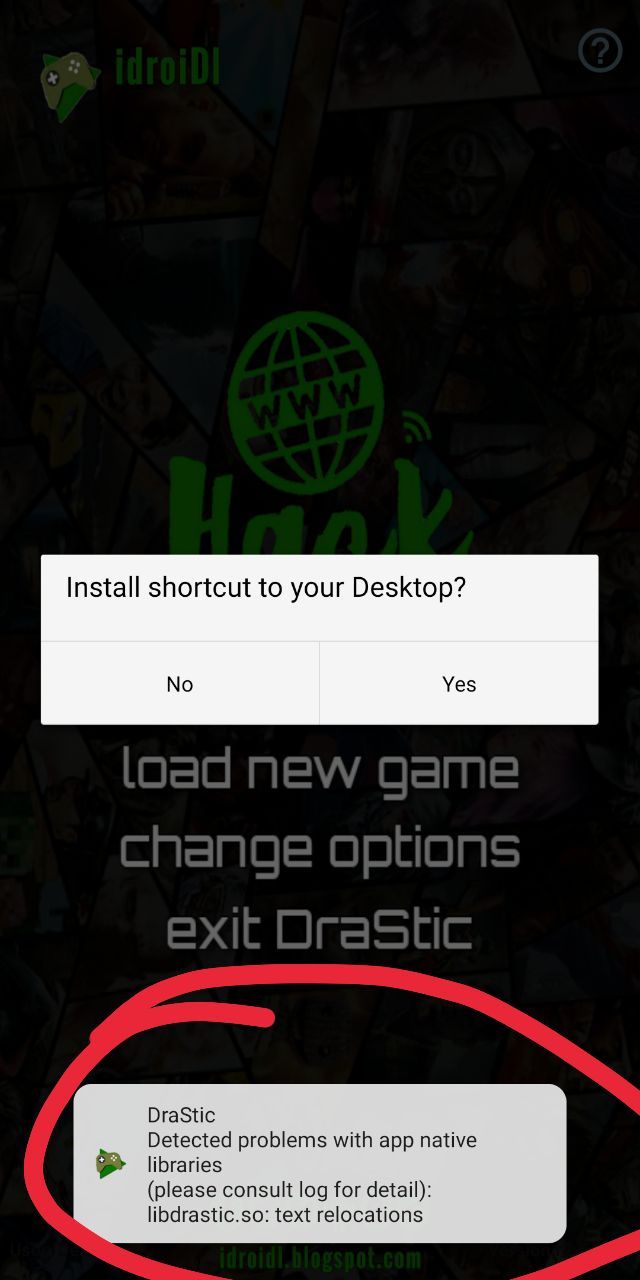 idroiDl
?
WWW
Hack
Install shortcut to your Desktop?
No
Yes
load new game
change options
exit DraStic
DraStic
Detected problems with app native
libraries
(please consult log for detail):
libdrastic.so: text relocations
idroidl.blogspot.com